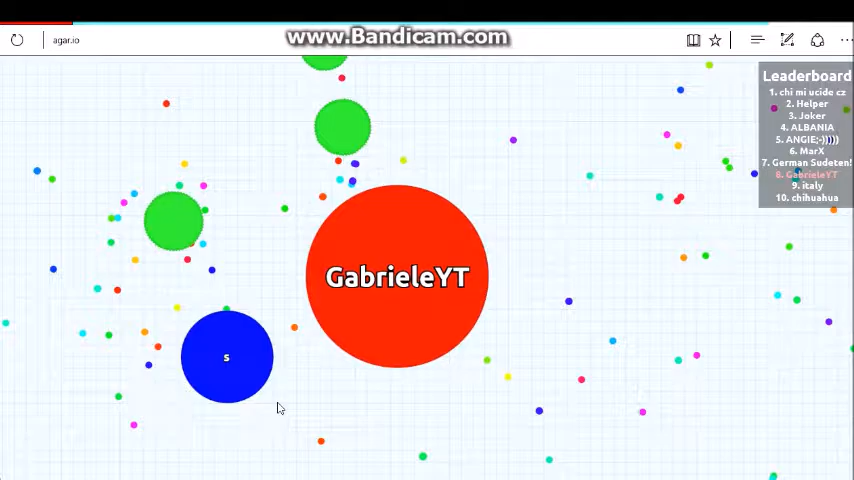 www.Bandicam.com
agar.io
Leaderboard
1. chi mi ucide cz
2. Helper
3. Joker
4. ALBANIA
5. ANGIE;-)))))
6. MarX
7. German Sudeten!
8. GabrieleYT
9. italy
10. chihuahua
GabrieleYT
s